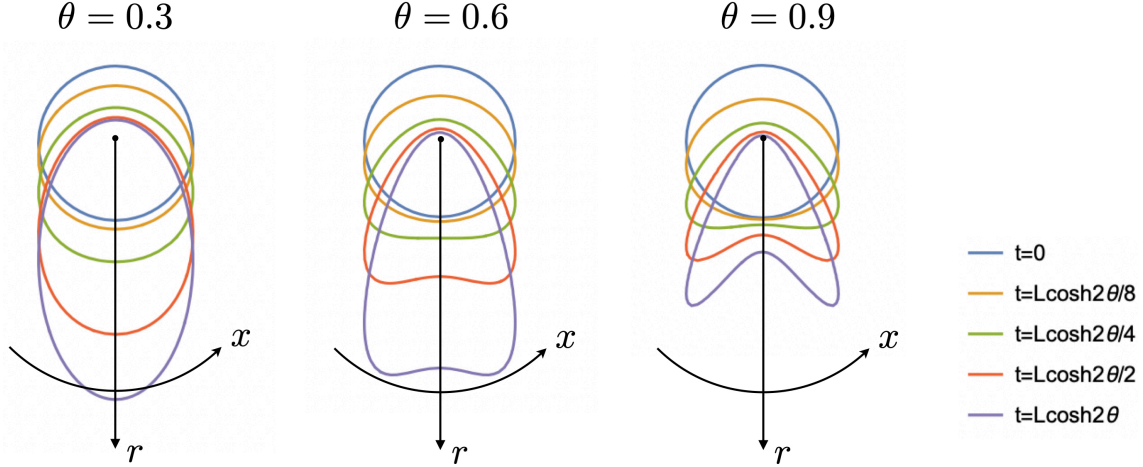 θ = 0.3
θ = 0.6
θ = 0.9
x
r
x
r
x
r
t=0
t=Lcosh2θ/8
t=Lcosh2θ/4
t=Lcosh2θ/2
t=Lcosh2θ